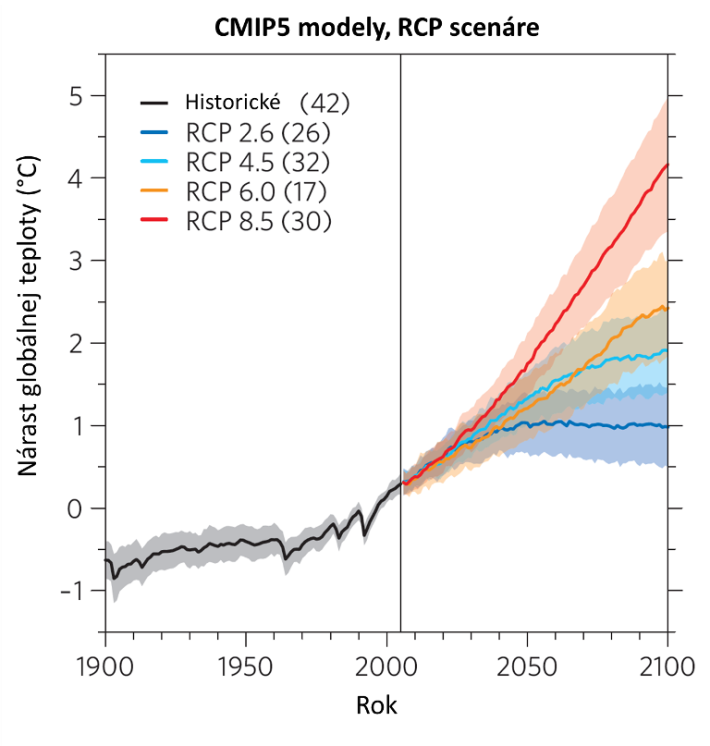 CMIP5 modely, RCP scenáre
Historické (42)
RCP 2.6 (26)
RCP 4.5 (32)
RCP 6.0 (17)
RCP 8.5 (30)
Nárast globálnej teploty (°C)
5
4
3
2
1
0
-1
1900 1950 2000 2050 2100
Rok